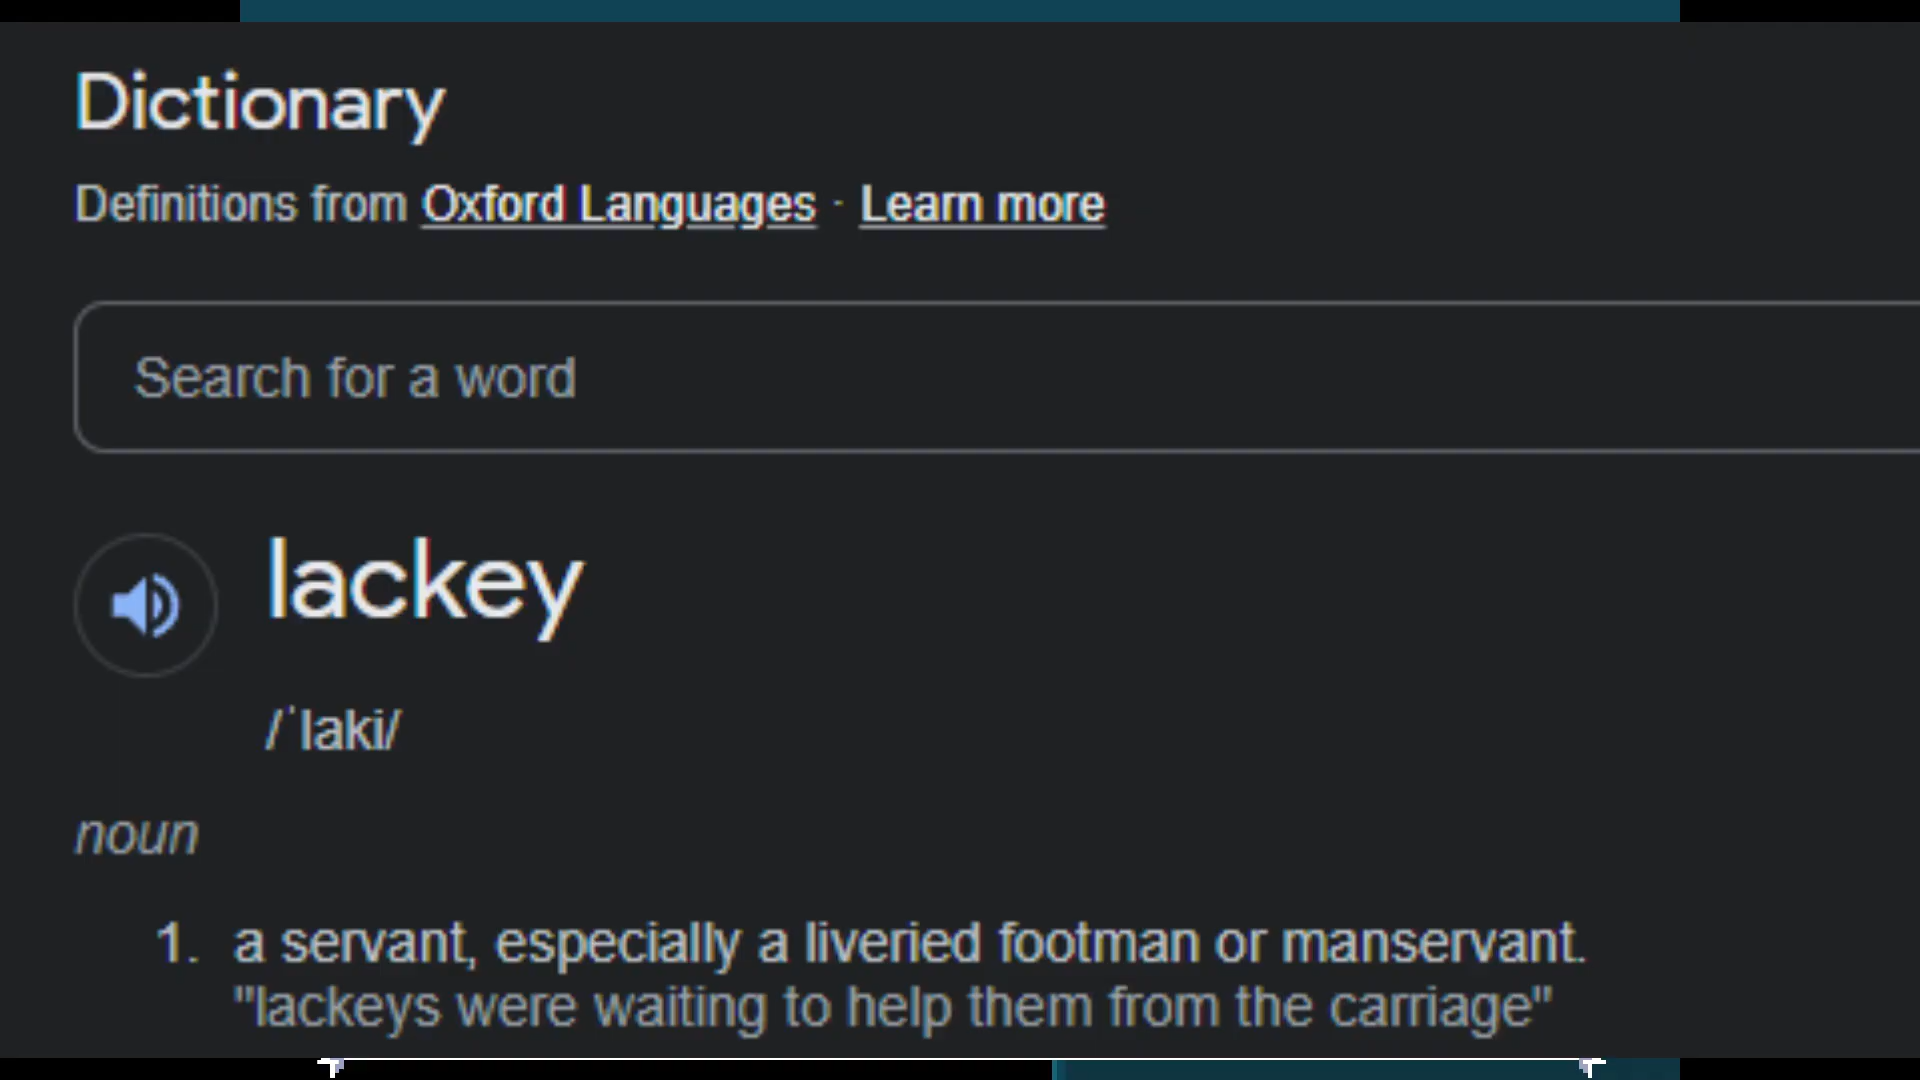 Dictionary
Definitions from Oxford Languages · Learn more
Search for a word
lackey
/ˈlaki/
noun
1. a servant, especially a liveried footman or manservant.
"lackeys were waiting to help them from the carriage"